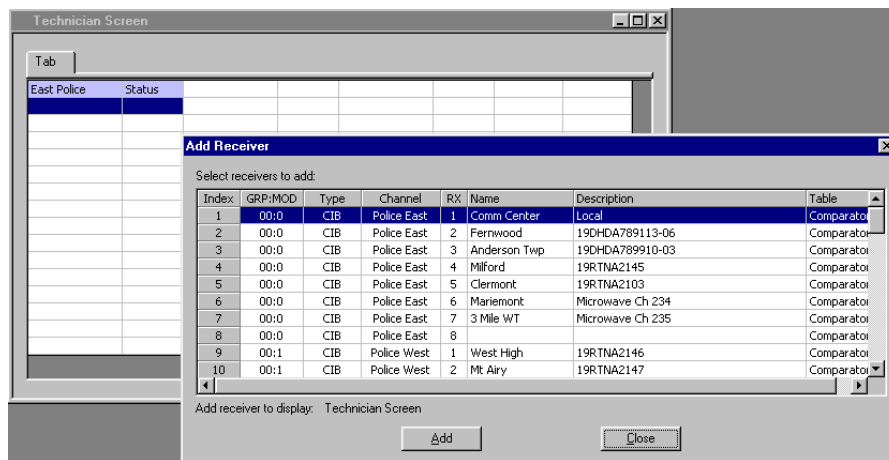 Technician Screen
Tab
East Police Status
Add Receiver
Select receivers to add:
Index GRP:MOD Type Channel RX Name Description Table
1 00:0 CIB Police East 1 Comm Center Local Comparator
2 00:0 CIB Police East 2 Fernwood 19DHDA789113-06 Comparator
3 00:0 CIB Police East 3 Anderson Twp 19DHDA789910-03 Comparator
4 00:0 CIB Police East 4 Milford 19RTNA2145 Comparator
5 00:0 CIB Police East 5 Clermont 19RTNA2103 Comparator
6 00:0 CIB Police East 6 Mariemont Microwave Ch 234 Comparator
7 00:0 CIB Police East 7 3 Mile WT Microwave Ch 235 Comparator
8 00:0 CIB Police East 8 Comparator
9 00:1 CIB Police West 1 West High 19RTNA2146 Comparator
10 00:1 CIB Police West 2 Mt Airy 19RTNA2147 Comparator
Add receiver to display: Technician Screen
Add Close